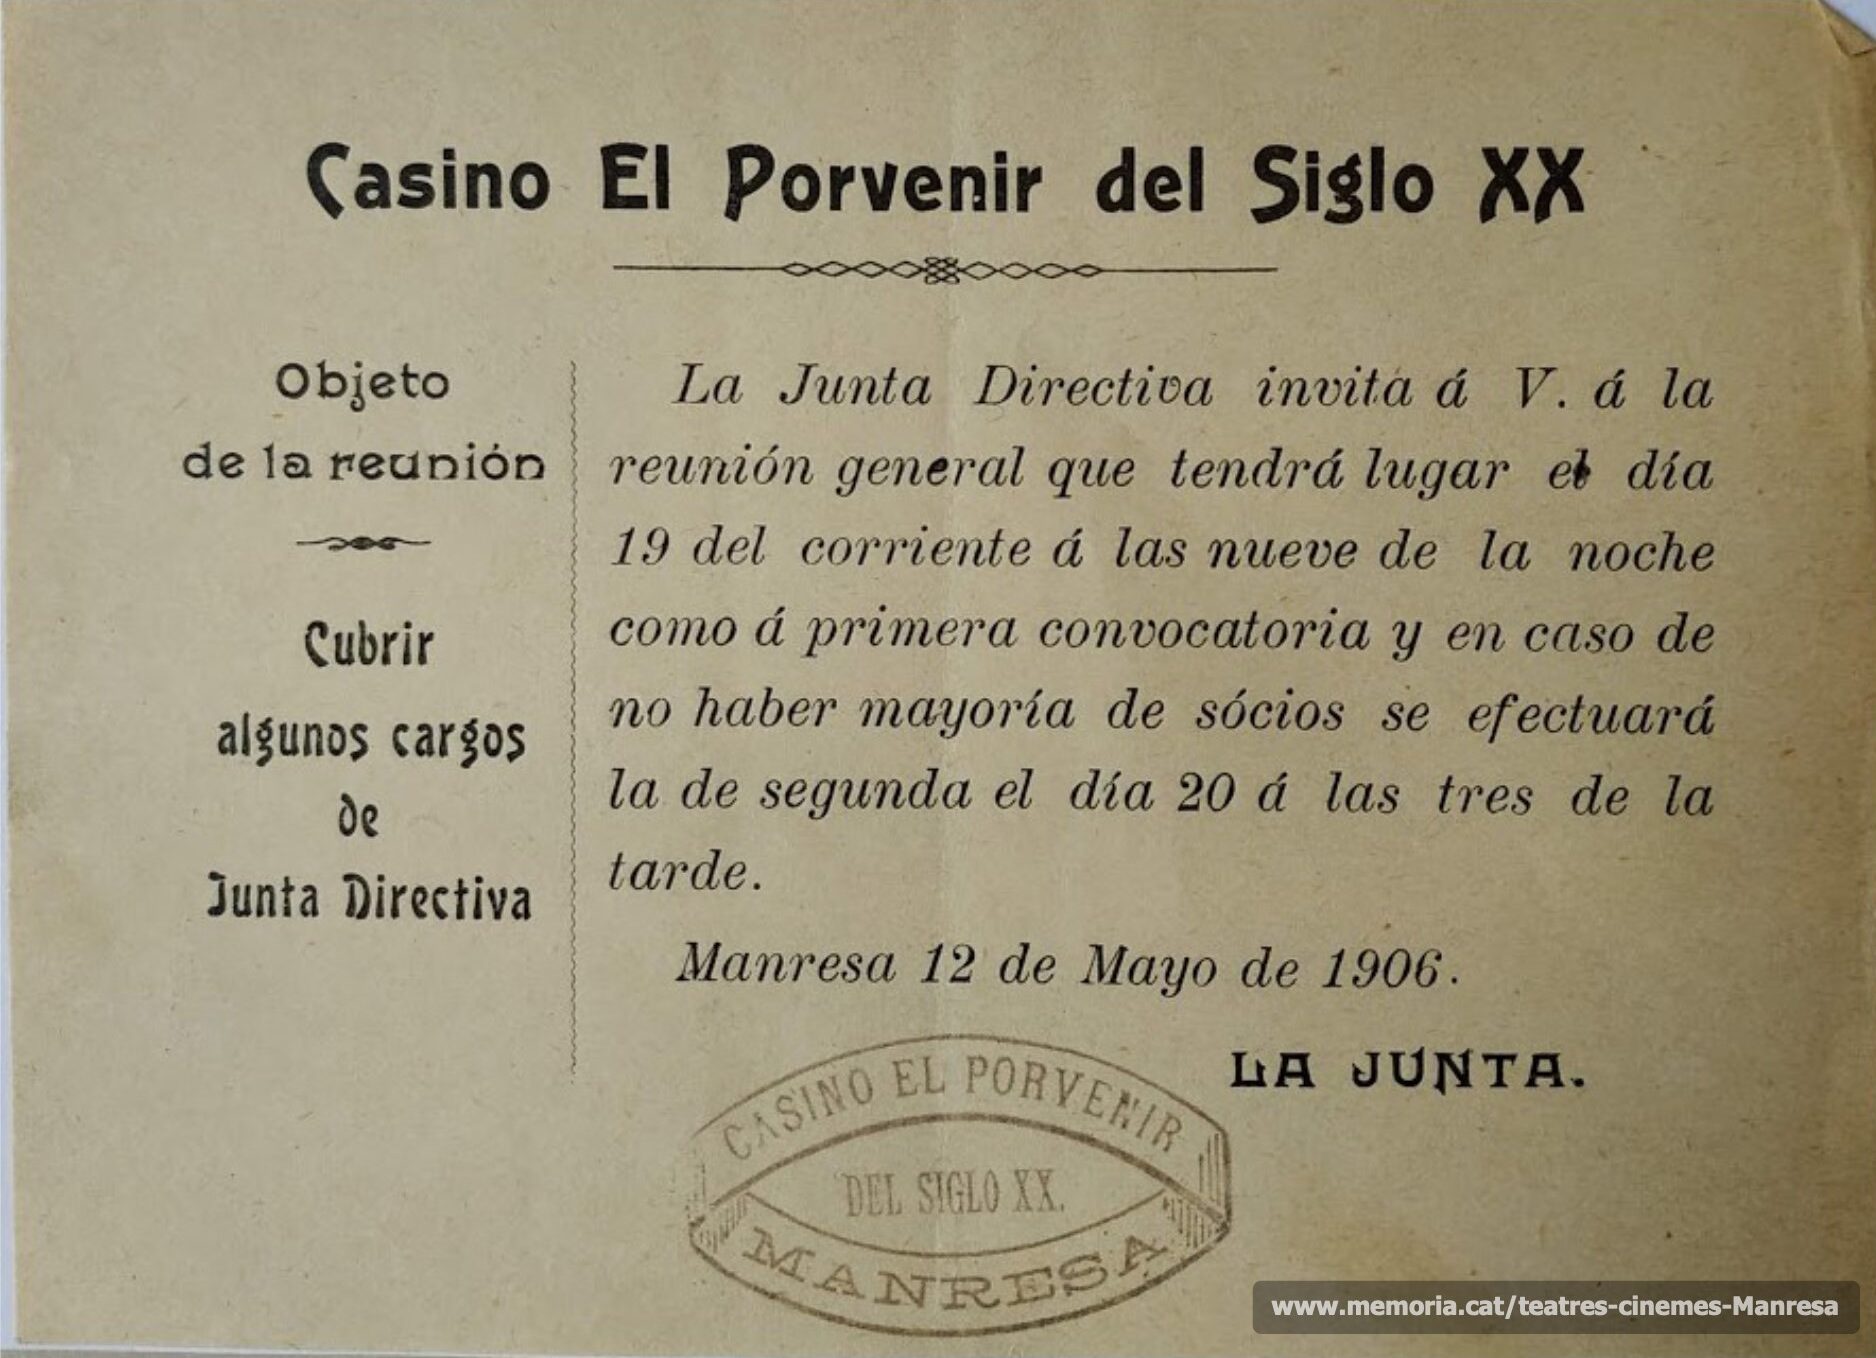 Casino El Porvenir del Siglo XX
Objeto
de la reunión
Cubrir
algunos cargos
de
Junta Directiva
La Junta Directiva invita á V. á la
reunión general que tendrá lugar el día
19 del corriente á las nueve de la noche
como á primera convocatoria y en caso de
no haber mayoría de sócios se efectuará
la de segunda el día 20 á las tres de la
tarde.
Manresa 12 de Mayo de 1906.
LA JUNTA.
CASINO EL PORVENIR
DEL SIGLO XX.
MANRESA
www.memoria.cat/teatres-cinemes-Manresa